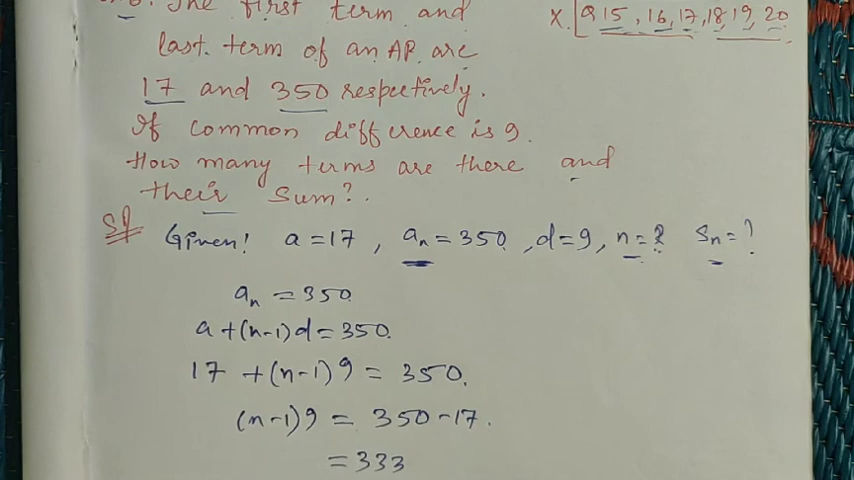 The first term and
last term of an AP are
17 and 350 respectively.
If common difference is 9.
How many terms are there and
their sum?.
X. 15, 16, 17, 18, 19, 20
Sol Given! a = 17, aₙ = 350, d = 9, n = ? Sₙ = ?
aₙ = 350
a + (n-1)d = 350.
17 + (n-1)9 = 350.
(n-1)9 = 350 - 17.
= 333